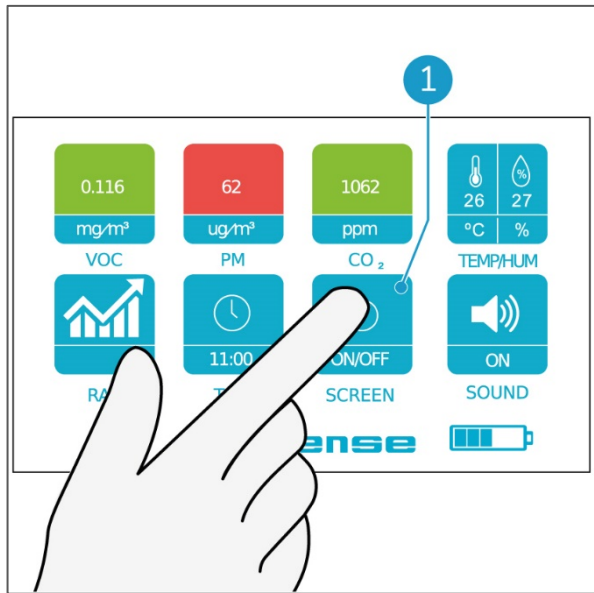 1
0.116
mg/m³
VOC
62
ug/m³
PM
1062
ppm
CO₂
26 27
°C %
TEMP/HUM
11:00
ON/OFF
SCREEN
ON
SOUND